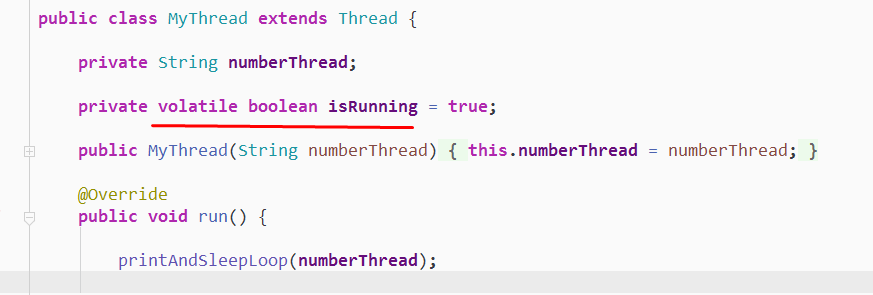 public class MyThread extends Thread {
private String numberThread;
private volatile boolean isRunning = true;
public MyThread(String numberThread) { this.numberThread = numberThread; }
@Override
public void run() {
printAndSleepLoop(numberThread);